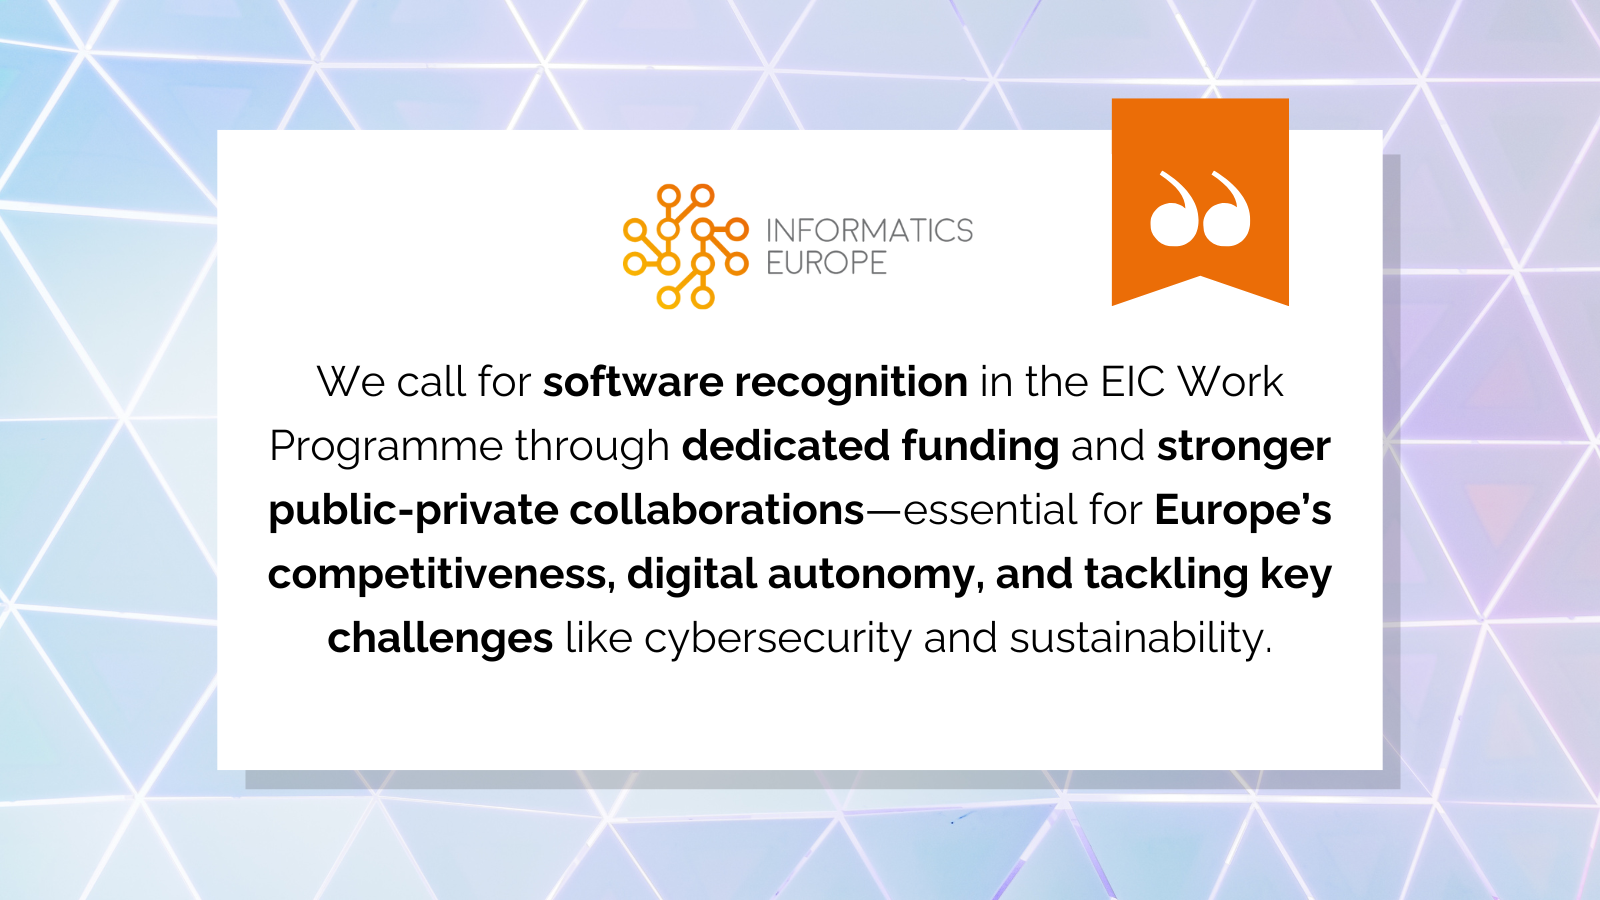 INFORMATICS
EUROPE
We call for software recognition in the EIC Work
Programme through dedicated funding and stronger
public-private collaborations—essential for Europe’s
competitiveness, digital autonomy, and tackling key
challenges like cybersecurity and sustainability.